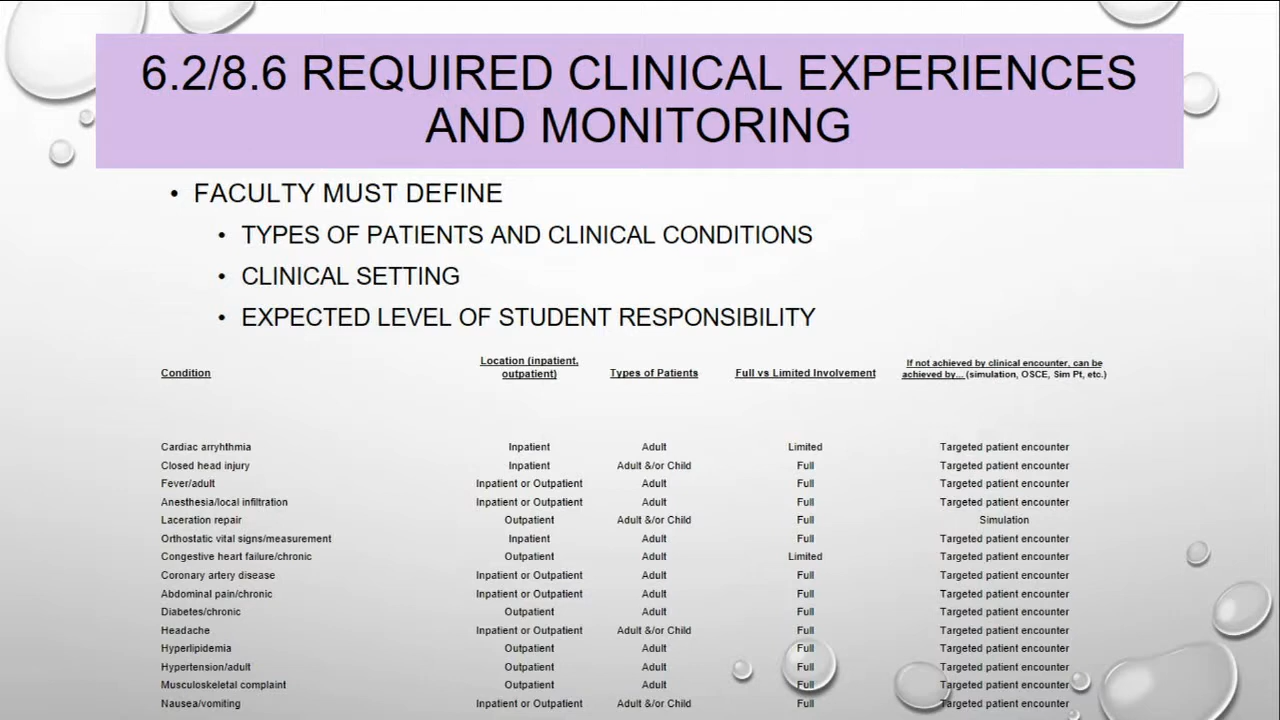 6.2/8.6 REQUIRED CLINICAL EXPERIENCES
AND MONITORING
• FACULTY MUST DEFINE
• TYPES OF PATIENTS AND CLINICAL CONDITIONS
• CLINICAL SETTING
• EXPECTED LEVEL OF STUDENT RESPONSIBILITY
Condition Location (inpatient, outpatient) Types of Patients Full vs Limited Involvement If not achieved by clinical encounter, can be achieved by... (simulation, OSCE, Sim Pt, etc.)
Cardiac arryhthmia Inpatient Adult Limited Targeted patient encounter
Closed head injury Inpatient Adult &/or Child Full Targeted patient encounter
Fever/adult Inpatient or Outpatient Adult Full Targeted patient encounter
Anesthesia/local infiltration Inpatient or Outpatient Adult Full Targeted patient encounter
Laceration repair Outpatient Adult &/or Child Full Simulation
Orthostatic vital signs/measurement Inpatient Adult Full Targeted patient encounter
Congestive heart failure/chronic Outpatient Adult Limited Targeted patient encounter
Coronary artery disease Inpatient or Outpatient Adult Full Targeted patient encounter
Abdominal pain/chronic Inpatient or Outpatient Adult Full Targeted patient encounter
Diabetes/chronic Outpatient Adult Full Targeted patient encounter
Headache Inpatient or Outpatient Adult &/or Child Full Targeted patient encounter
Hyperlipidemia Outpatient Adult Full Targeted patient encounter
Hypertension/adult Outpatient Adult Full Targeted patient encounter
Musculoskeletal complaint Outpatient Adult Full Targeted patient encounter
Nausea/vomiting Inpatient or Outpatient Adult &/or Child Full Targeted patient encounter